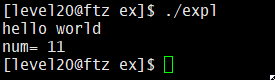 [level20@ftz ex]$ ./expl
hello world
num= 11
[level20@ftz ex]$